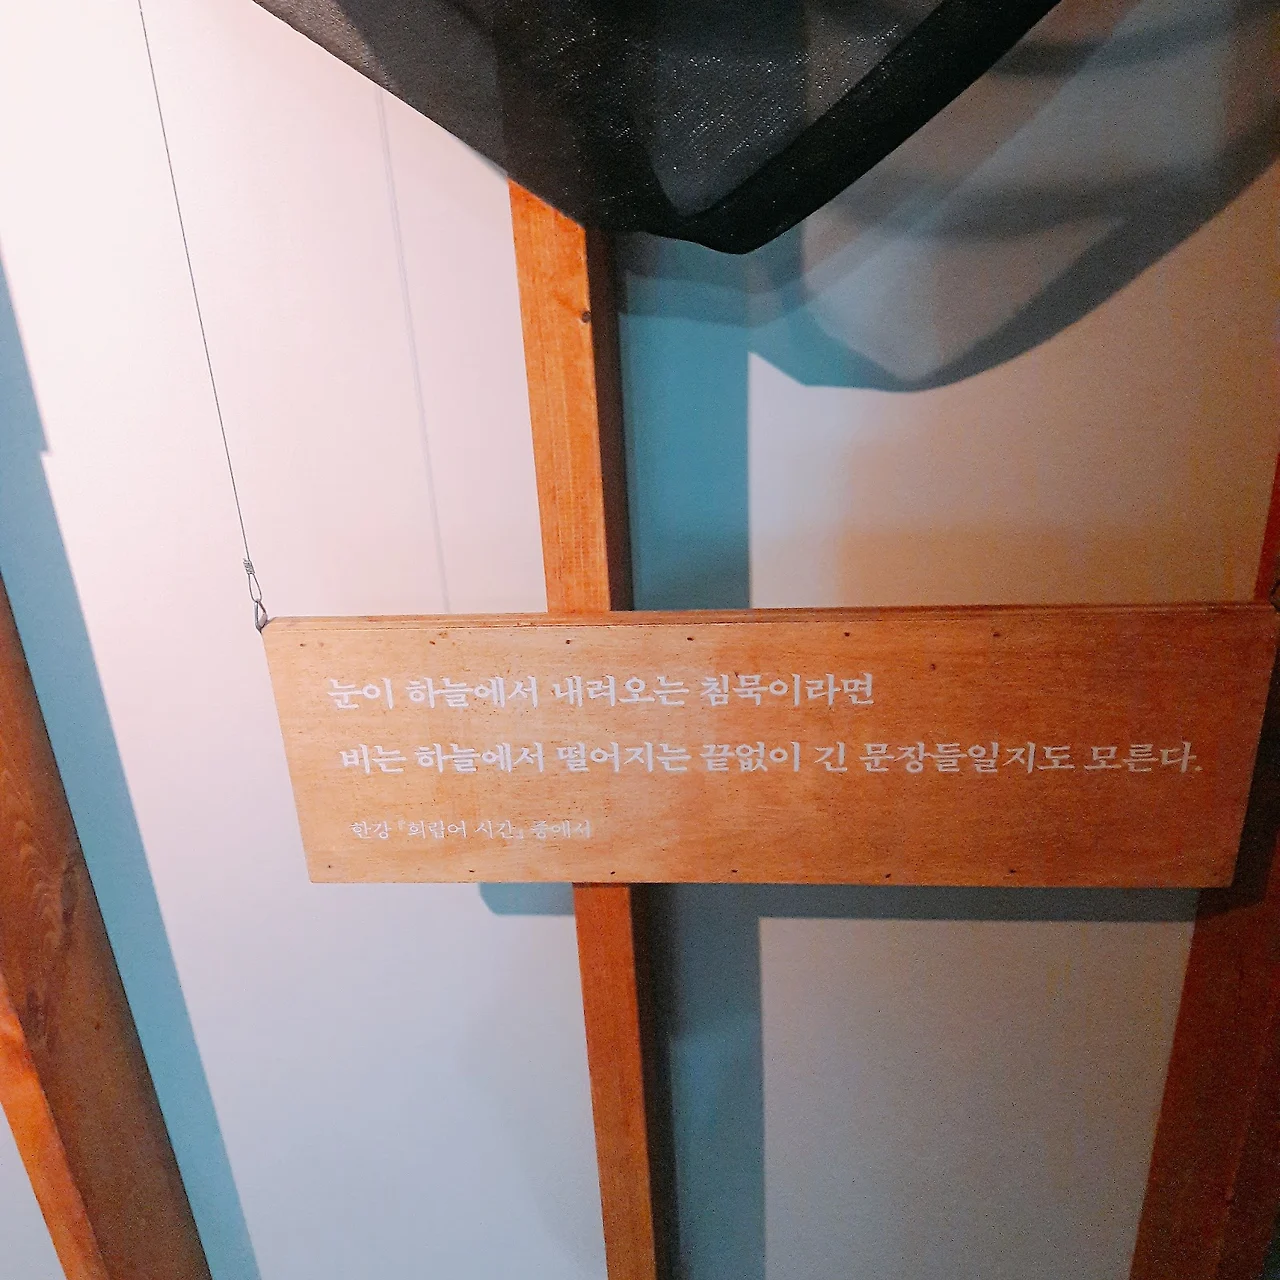 눈이 하늘에서 내려오는 침묵이라면
비는 하늘에서 떨어지는 끝없이 긴 문장들일지도 모른다.
한강 『희랍어 시간』 중에서